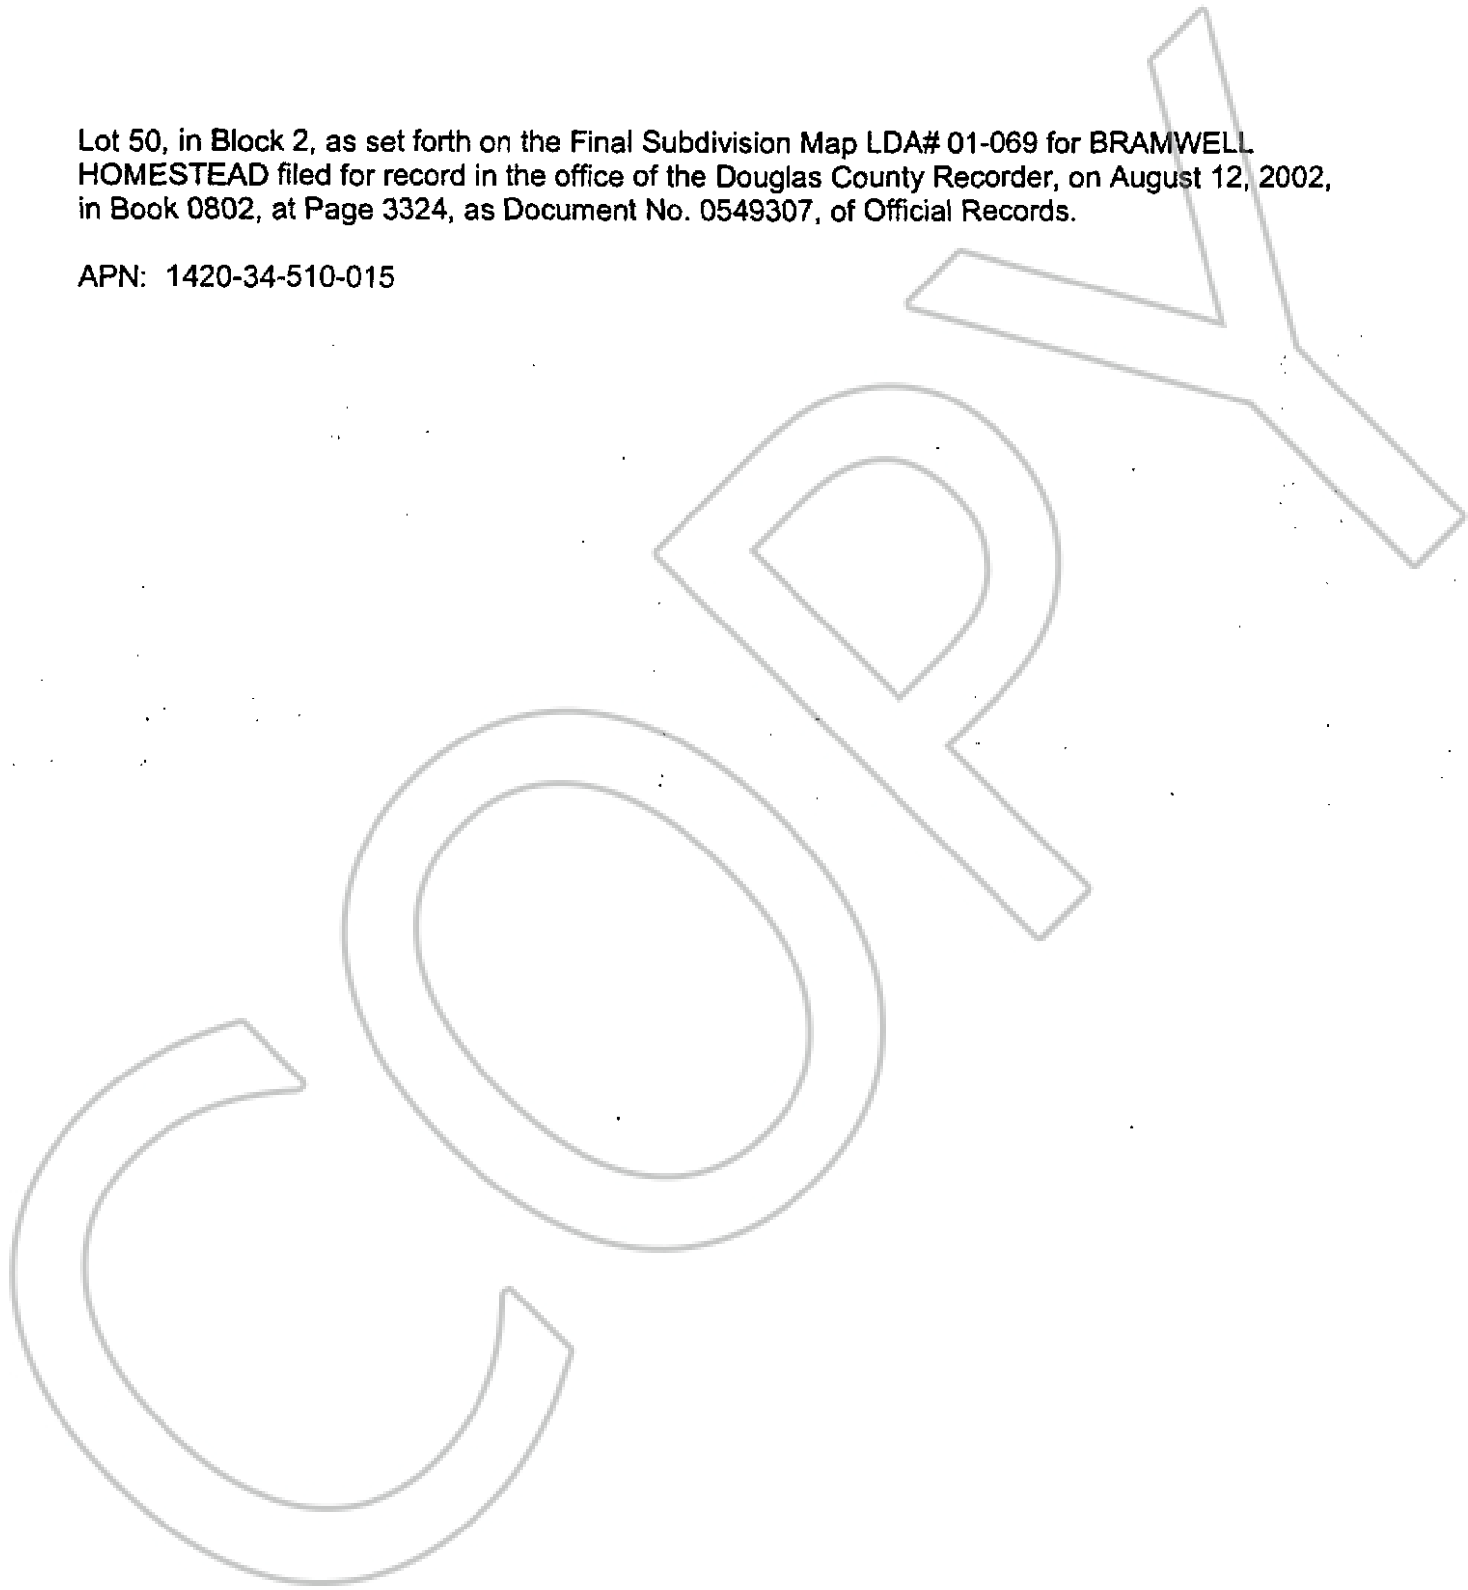 Lot 50, in Block 2, as set forth on the Final Subdivision Map LDA# 01-069 for BRAMWELL
HOMESTEAD filed for record in the office of the Douglas County Recorder, on August 12, 2002,
in Book 0802, at Page 3324, as Document No. 0549307, of Official Records.
APN: 1420-34-510-015
COPY